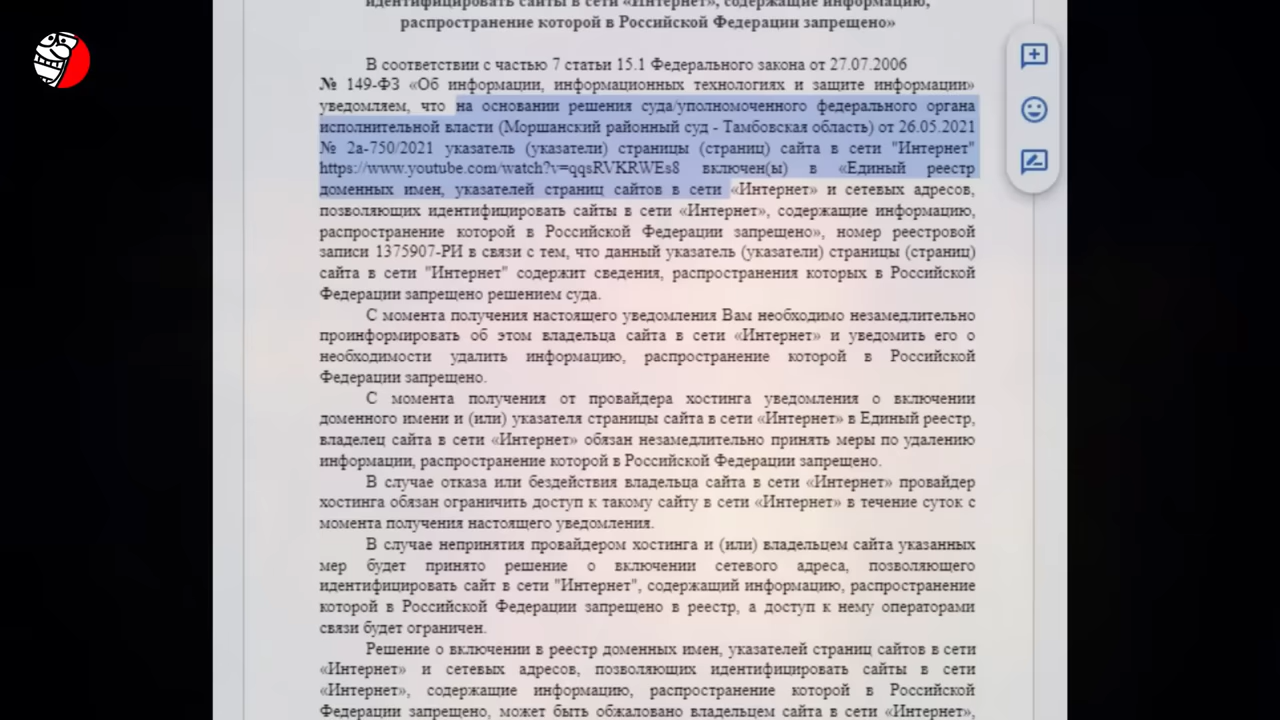 идентифицировать сайты в сети «Интернет», содержащие информацию,
распространение которой в Российской Федерации запрещено»
В соответствии с частью 7 статьи 15.1 Федерального закона от 27.07.2006
№ 149-ФЗ «Об информации, информационных технологиях и защите информации»
уведомляем, что на основании решения суда/уполномоченного федерального органа
исполнительной власти (Моршанский районный суд - Тамбовская область) от 26.05.2021
№ 2а-750/2021 указатель (указатели) страницы (страниц) сайта в сети "Интернет"
https://www.youtube.com/watch?v=qqsRVKRWEs8 включен(ы) в «Единый реестр
доменных имен, указателей страниц сайтов в сети «Интернет» и сетевых адресов,
позволяющих идентифицировать сайты в сети «Интернет», содержащие информацию,
распространение которой в Российской Федерации запрещено», номер реестровой
записи 1375907-РИ в связи с тем, что данный указатель (указатели) страницы (страниц)
сайта в сети "Интернет" содержит сведения, распространения которых в Российской
Федерации запрещено решением суда.
С момента получения настоящего уведомления Вам необходимо незамедлительно
проинформировать об этом владельца сайта в сети «Интернет» и уведомить его о
необходимости удалить информацию, распространение которой в Российской
Федерации запрещено.
С момента получения от провайдера хостинга уведомления о включении
доменного имени и (или) указателя страницы сайта в сети «Интернет» в Единый реестр,
владелец сайта в сети «Интернет» обязан незамедлительно принять меры по удалению
информации, распространение которой в Российской Федерации запрещено.
В случае отказа или бездействия владельца сайта в сети «Интернет» провайдер
хостинга обязан ограничить доступ к такому сайту в сети «Интернет» в течение суток с
момента получения настоящего уведомления.
В случае непринятия провайдером хостинга и (или) владельцем сайта указанных
мер будет принято решение о включении сетевого адреса, позволяющего
идентифицировать сайт в сети "Интернет", содержащий информацию, распространение
которой в Российской Федерации запрещено в реестр, а доступ к нему операторами
связи будет ограничен.
Решение о включении в реестр доменных имен, указателей страниц сайтов в сети
«Интернет» и сетевых адресов, позволяющих идентифицировать сайты в сети
«Интернет», содержащие информацию, распространение которой в Российской
Федерации запрещено, может быть обжаловано владельцем сайта в сети «Интернет»,